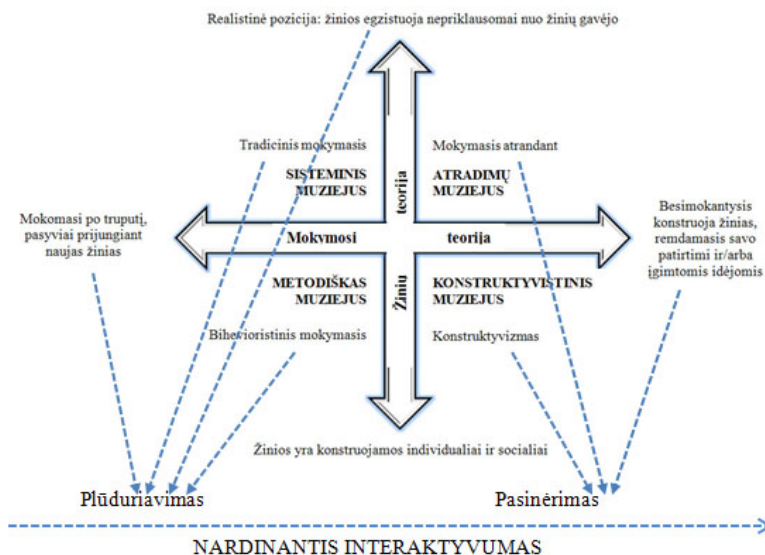 Realistinė pozicija: žinios egzistuoja nepriklausomai nuo žinių gavėjo
Tradicinis mokymasis
SISTEMINIS
MUZIEJUS
teorija
Mokymasis atrandant
ATRADIMŲ
MUZIEJUS
Mokomasi po truputį,
pasyviai prijungiant
naujas žinias
Mokymosi
teorija
Besimokantysis
konstruoja žinias,
remdamasis savo
patirtimi ir/arba
įgimtomis idėjomis
METODIŠKAS
MUZIEJUS
Bihevioristinis mokymasis
Žinių
KONSTRUKTYVISTINIS
MUZIEJUS
Konstruktyvizmas
Žinios yra konstruojamos individualiai ir socialiai
Plūduriavimas
Pasinėrimas
NARDINANTIS INTERAKTYVUMAS